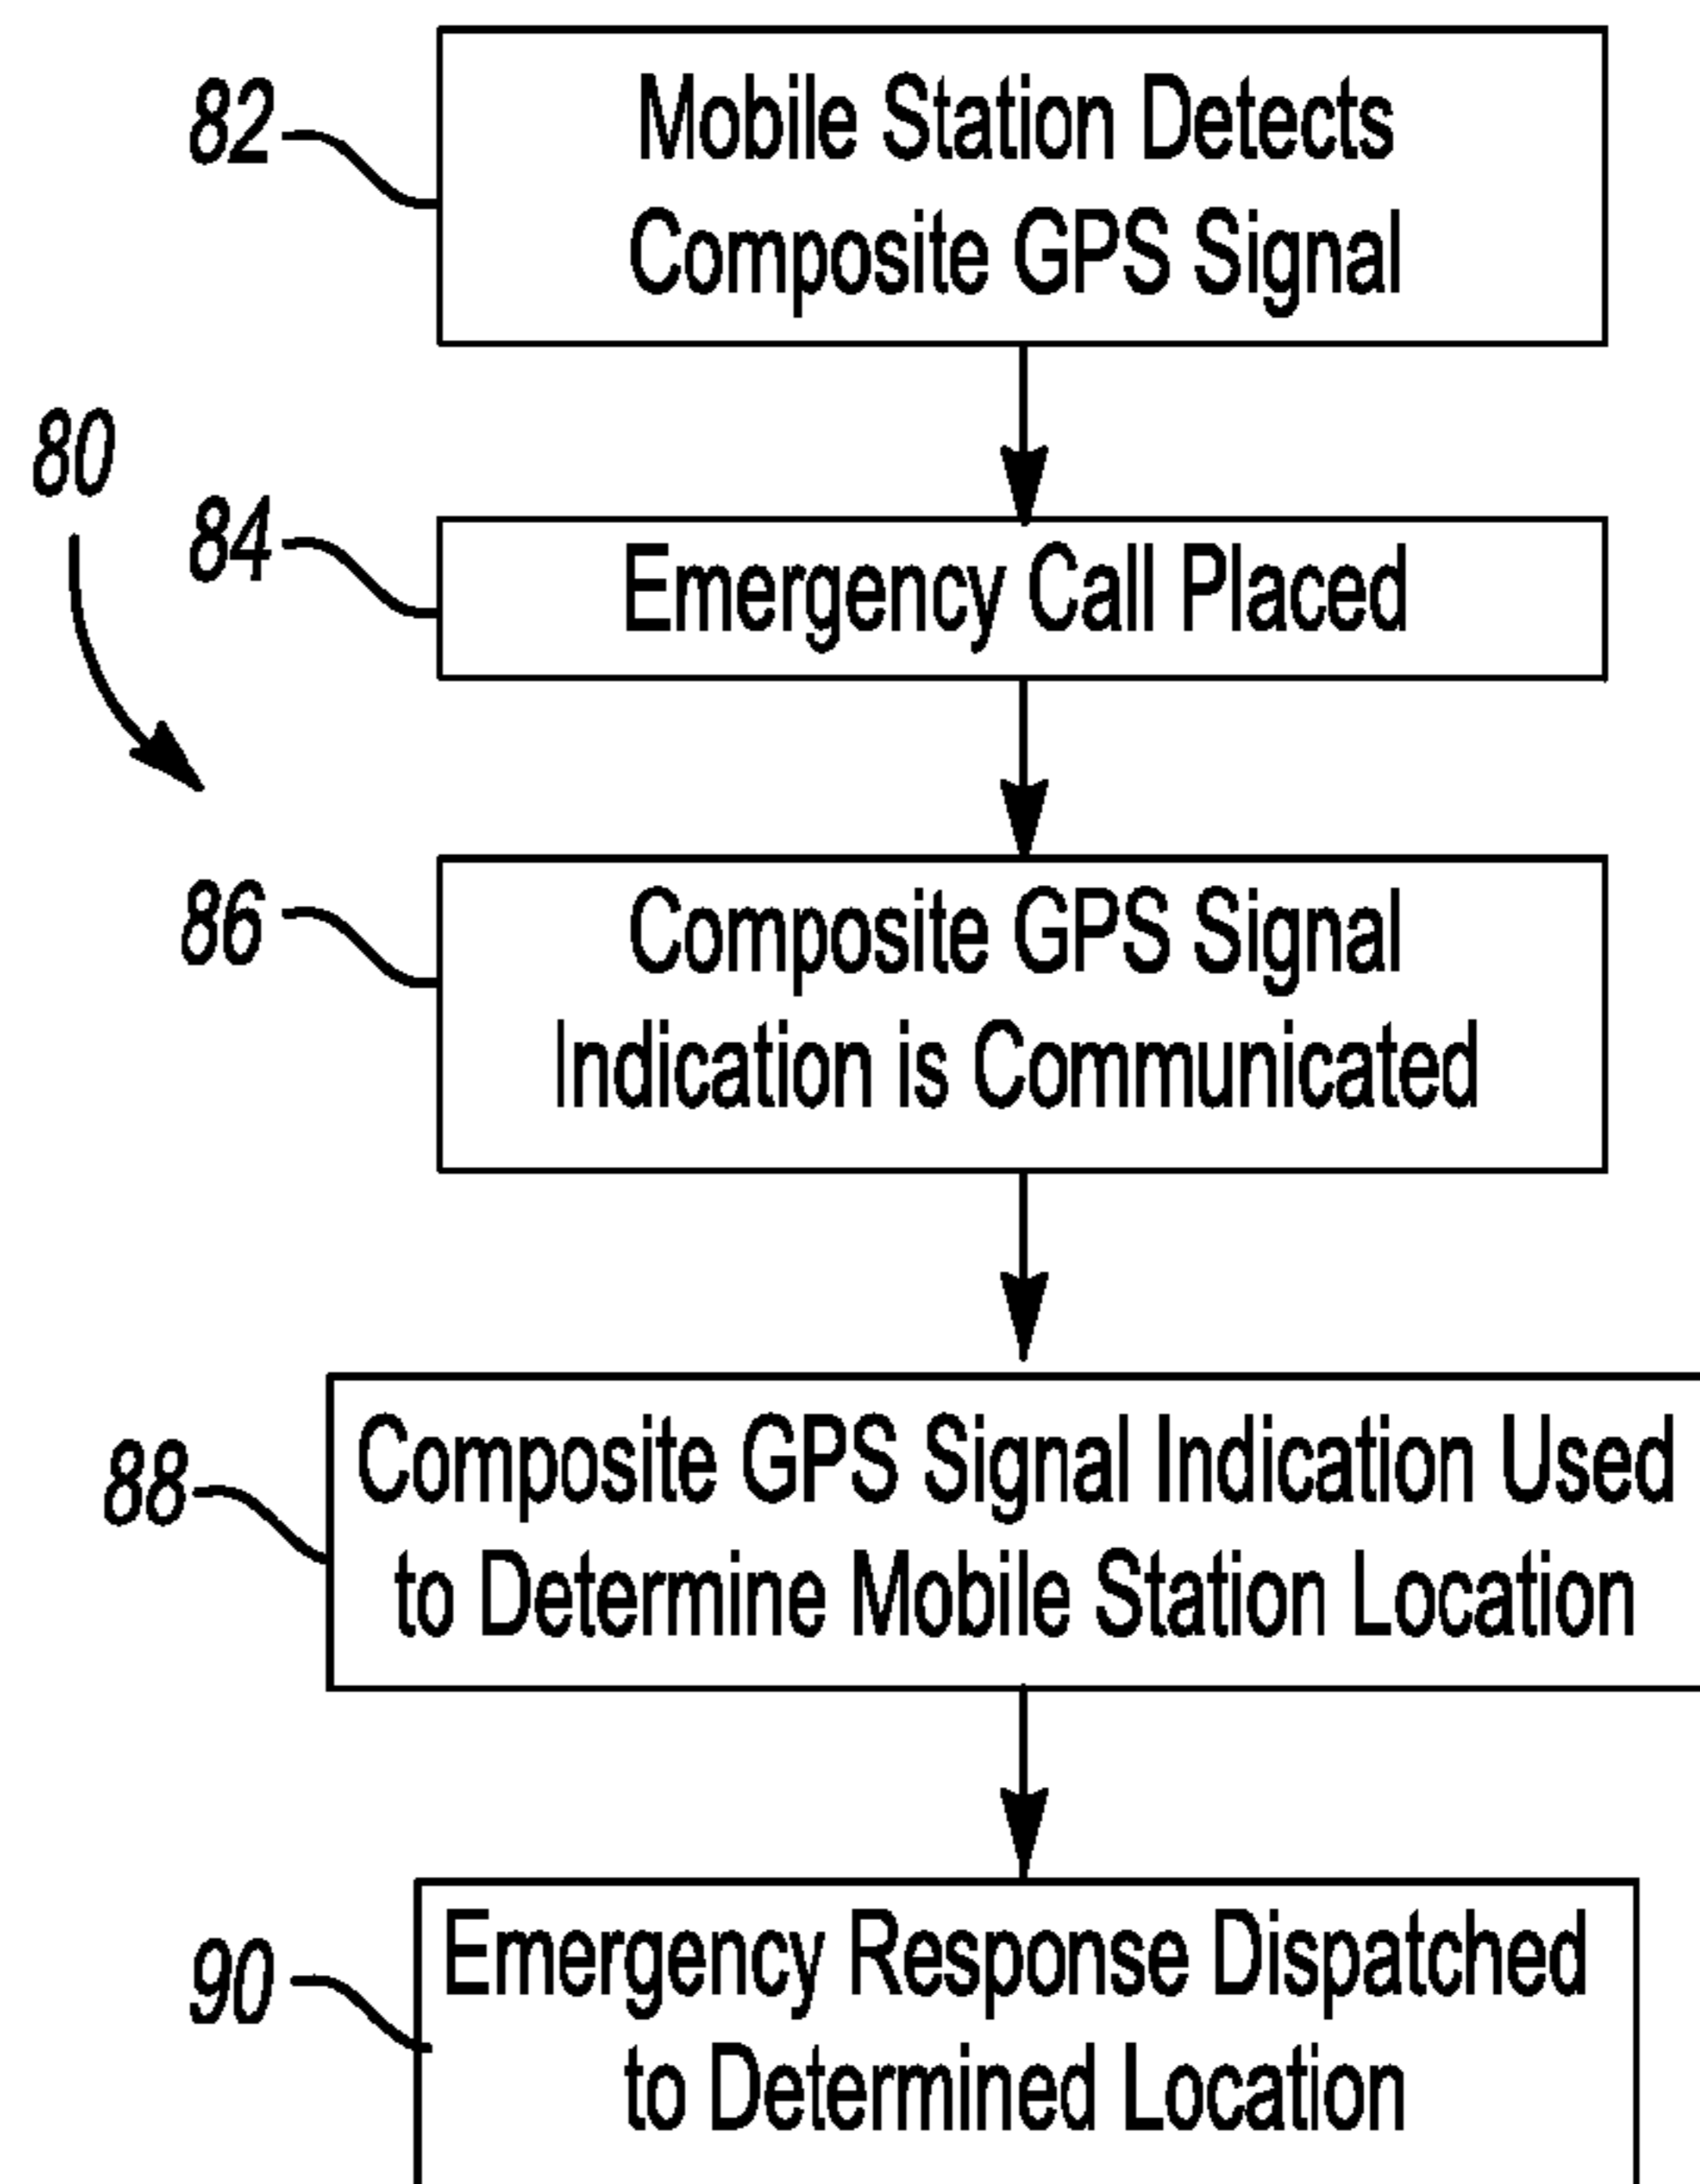 82
Mobile Station Detects
Composite GPS Signal
80
84
Emergency Call Placed
86
Composite GPS Signal
Indication is Communicated
88
Composite GPS Signal Indication Used
to Determine Mobile Station Location
90
Emergency Response Dispatched
to Determined Location